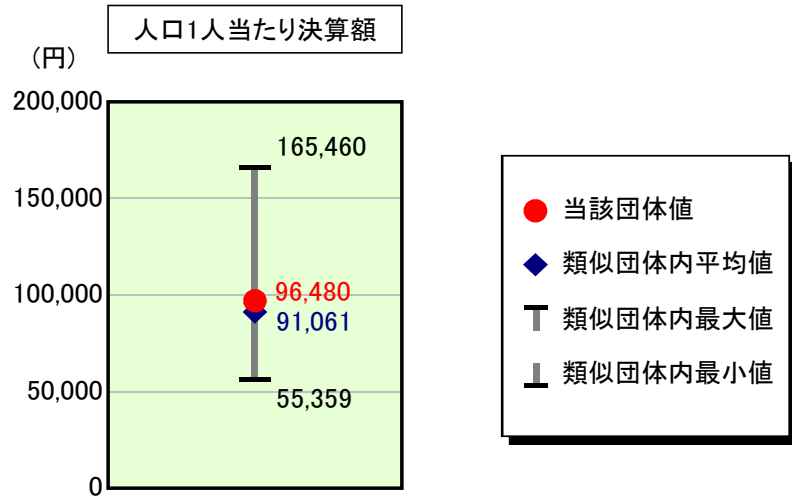 人口1人当たり決算額
(円)
200,000
165,460
150,000
100,000
96,480
91,061
50,000
55,359
0
当該団体値
類似団体内平均値
類似団体内最大値
類似団体内最小値